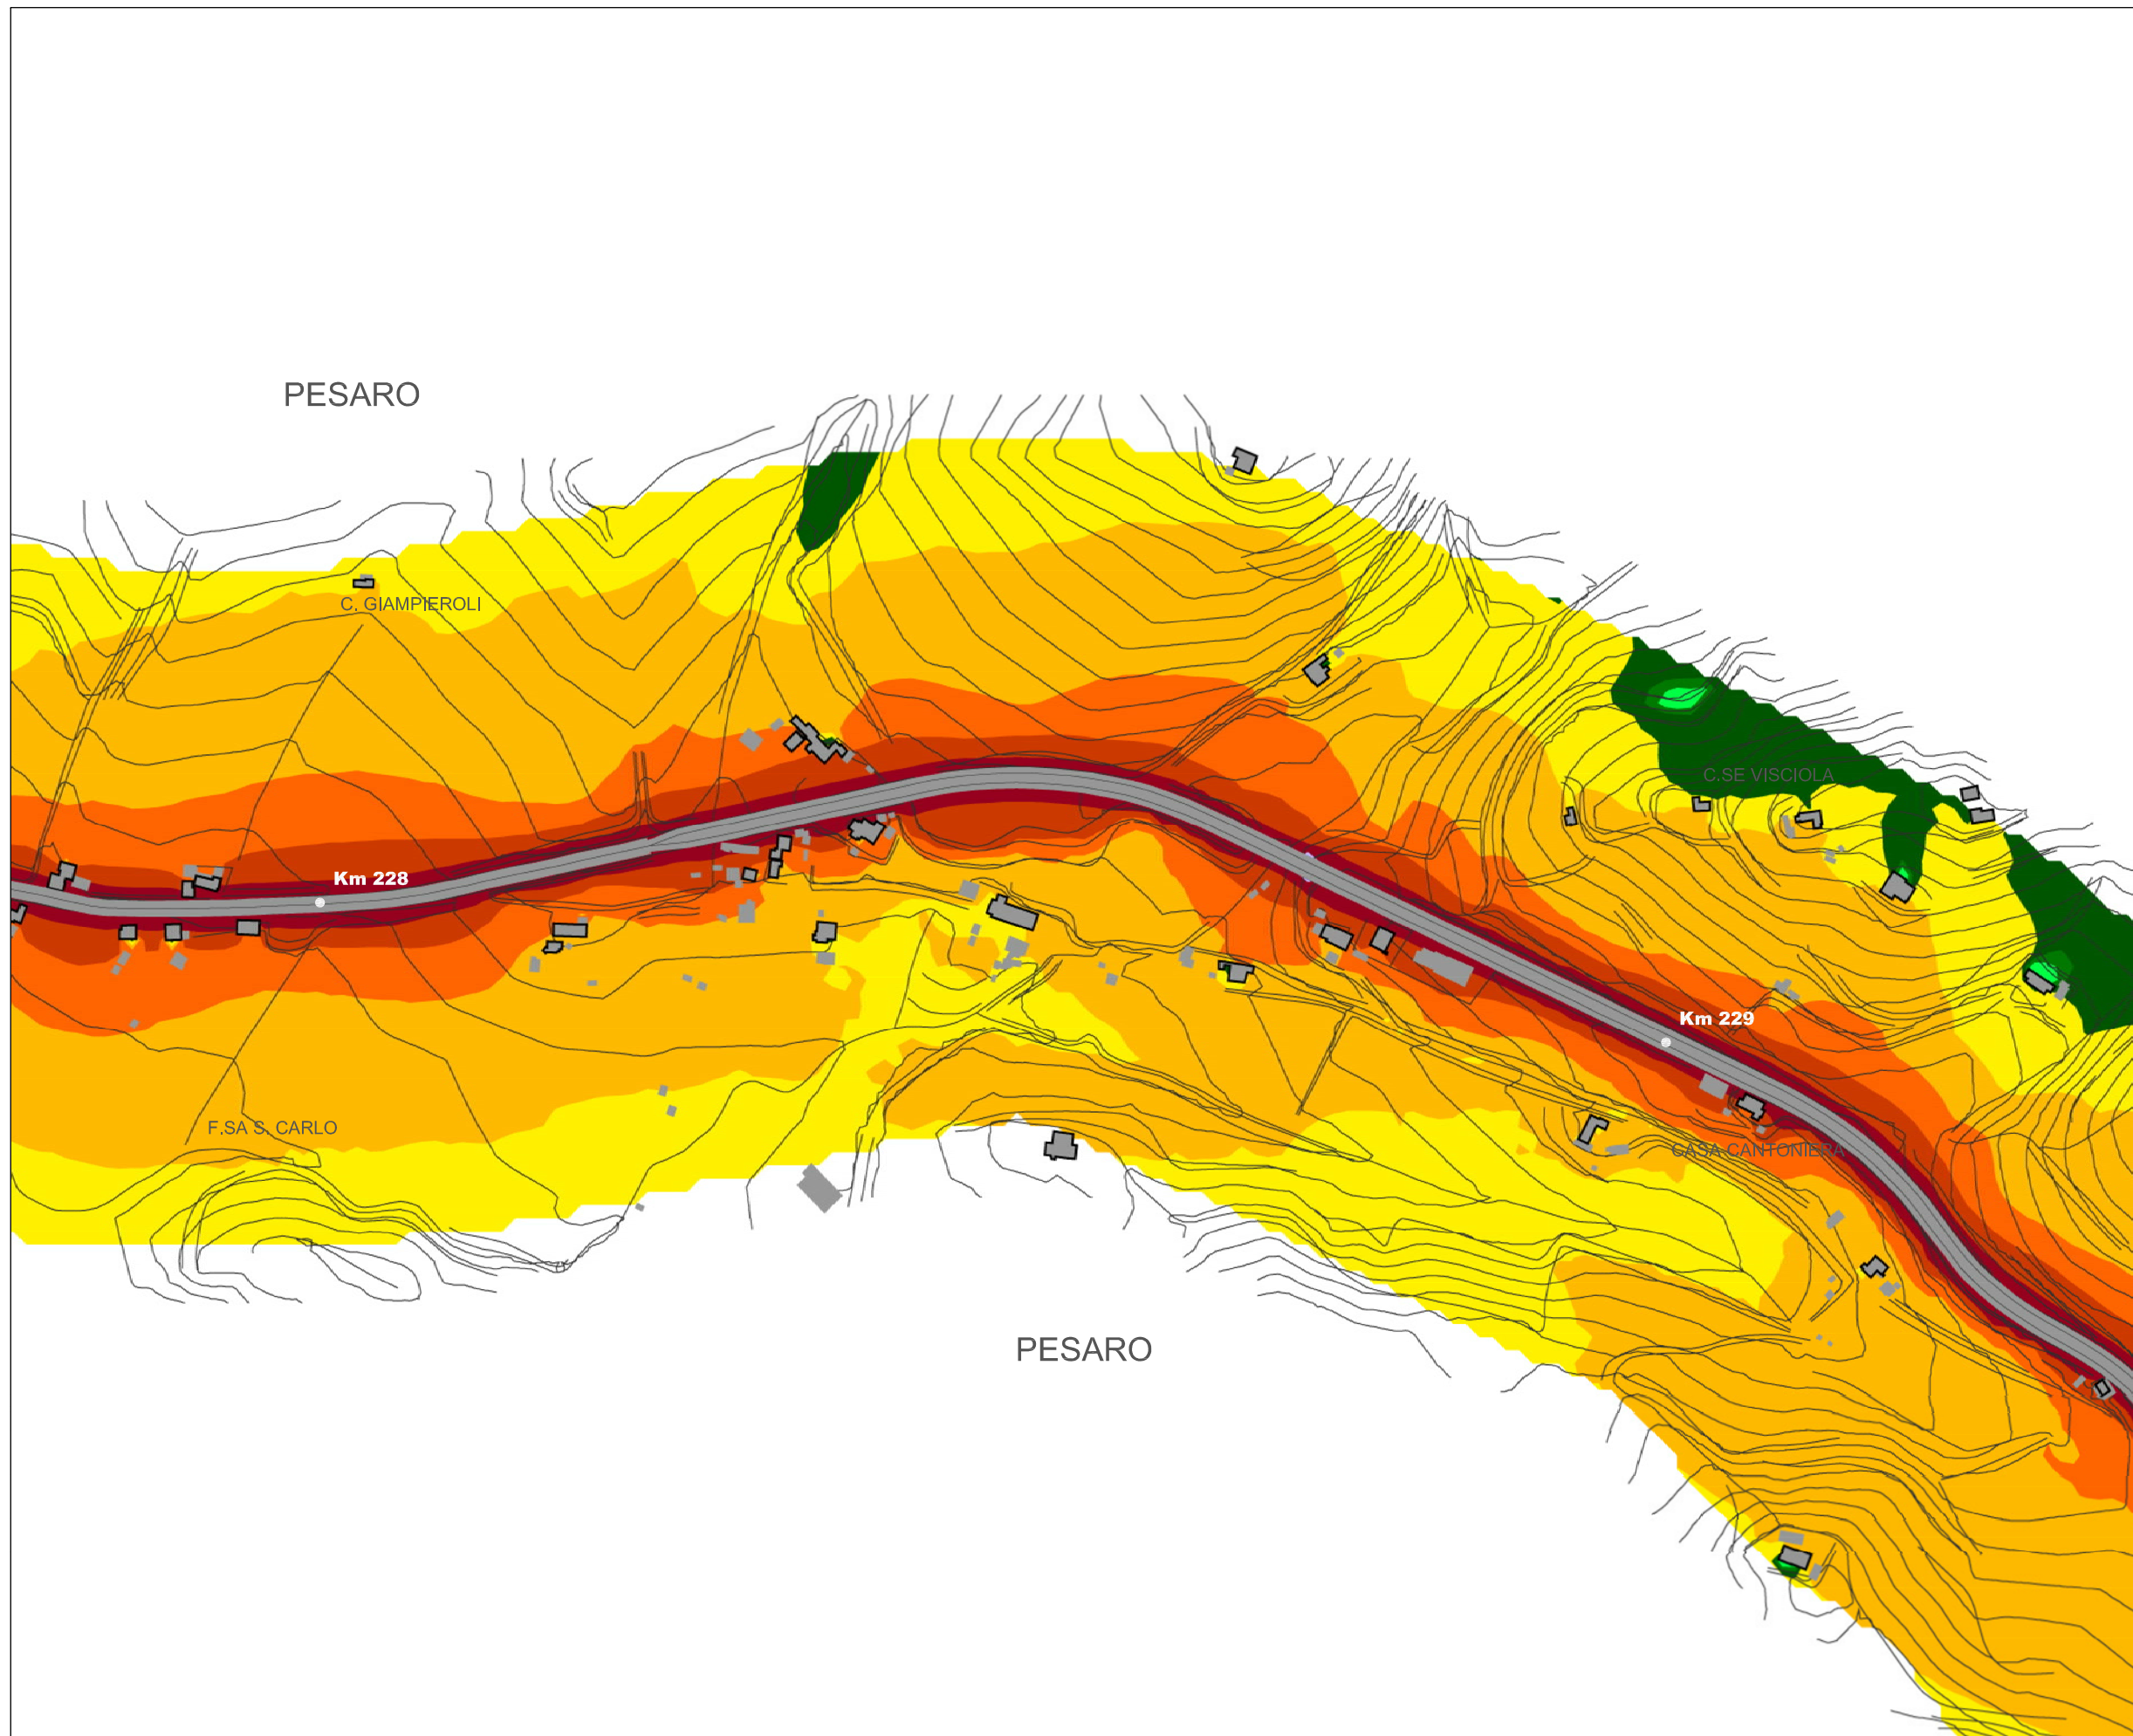 PESARO
C. GIAMPIEROLI
C.SE VISCIOLA
Km 228
Km 229
F.SA S. CARLO
CASA CANTONIERA
PESARO